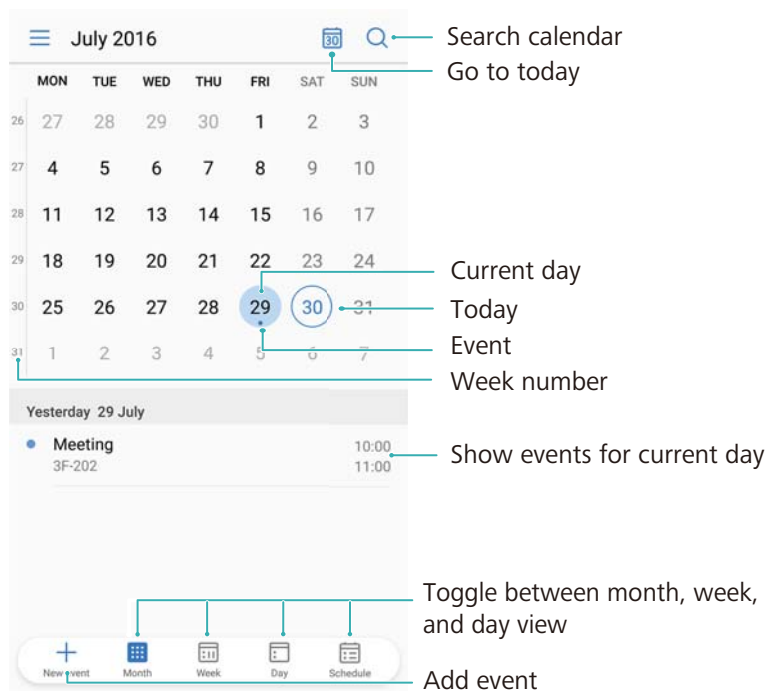 July 2016
30
Search calendar
Go to today
MON TUE WED THU FRI SAT SUN
26 27 28 29 30 1 2 3
27 4 5 6 7 8 9 10
28 11 12 13 14 15 16 17
29 18 19 20 21 22 23 24
Current day
30 25 26 27 28 29 30 31
Today
Event
31 1 2 3 4 5 6 7
Week number
Yesterday 29 July
Meeting 10:00
3F-202 11:00
Show events for current day
Toggle between month, week,
and day view
New event Month Week Day Schedule
Add event